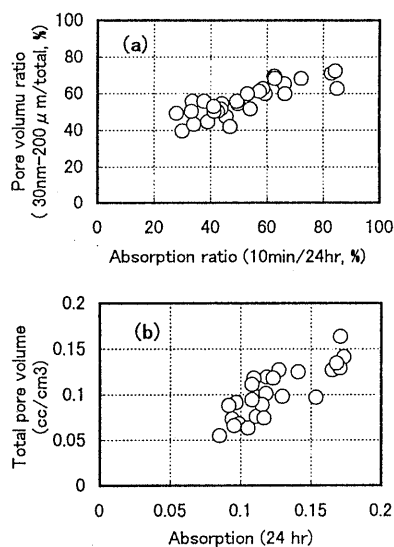 (a)
Pore volumu ratio
( 30nm-200 μm/total, %)
100
80
60
40
20
0
0 20 40 60 80 100
Absorption ratio (10min/24hr, %)
(b)
Total pore volume
(cc/cm3)
0.2
0.15
0.1
0.05
0
0 0.05 0.1 0.15 0.2
Absorption (24 hr)